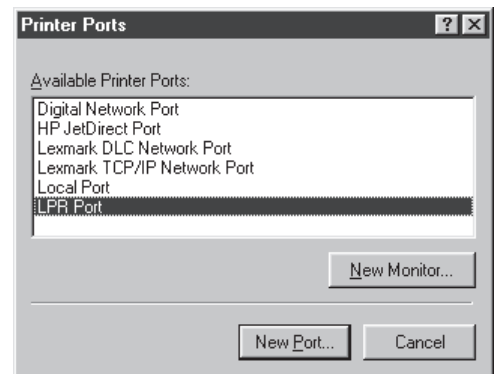 Printer Ports
Available Printer Ports:
Digital Network Port
HP JetDirect Port
Lexmark DLC Network Port
Lexmark TCP/IP Network Port
Local Port
LPR Port
New Monitor...
New Port...
Cancel